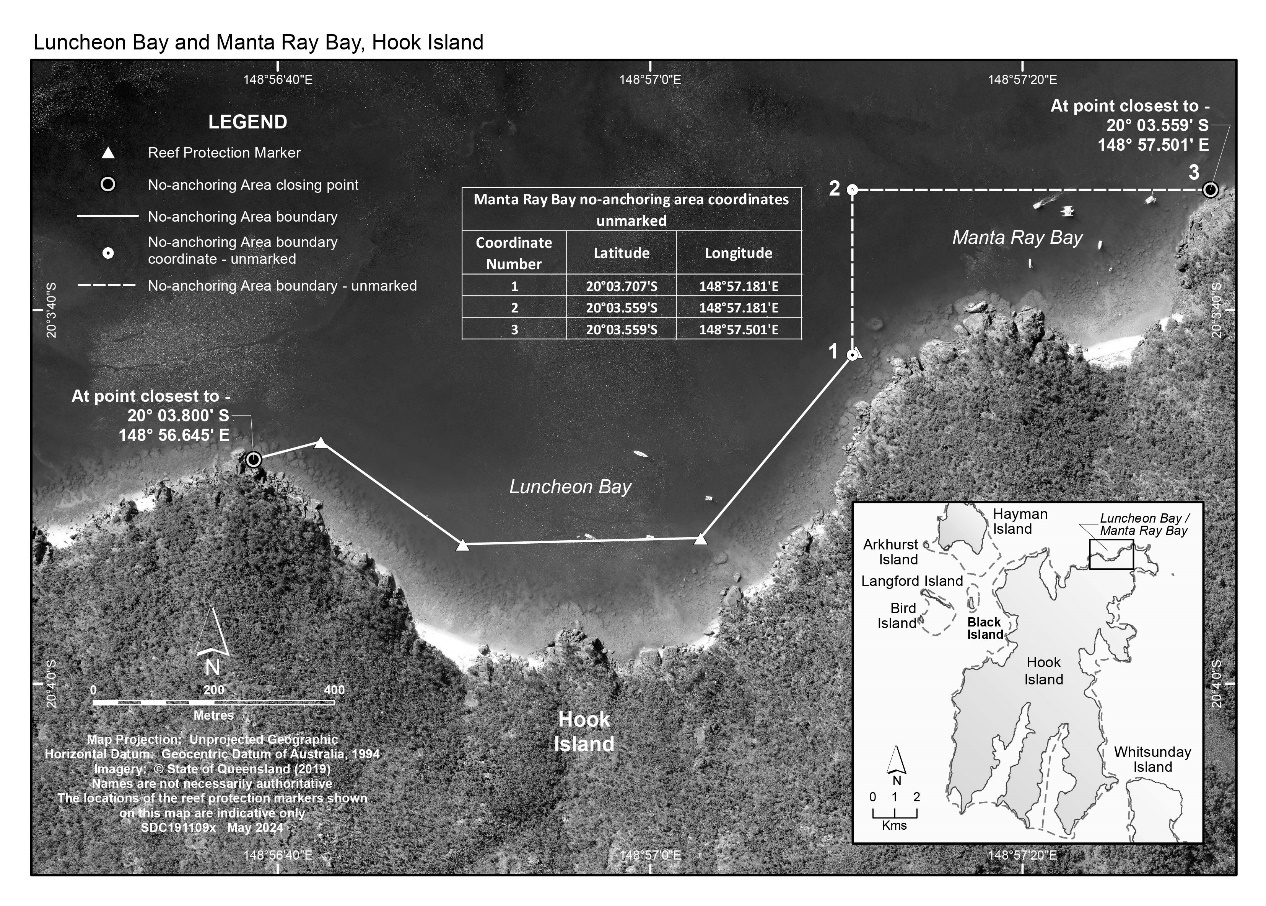 Luncheon Bay and Manta Ray Bay, Hook Island
148°56'40"E
148°57'0"E
148°57'20"E
LEGEND
Reef Protection Marker
No-anchoring Area closing point
No-anchoring Area boundary
No-anchoring Area boundary
coordinate - unmarked
No-anchoring Area boundary - unmarked
Manta Ray Bay no-anchoring area coordinates
unmarked
Coordinate Number Latitude Longitude
1 20°03.707'S 148°57.181'E
2 20°03.559'S 148°57.181'E
3 20°03.559'S 148°57.501'E
At point closest to -
20° 03.559' S
148° 57.501' E
3
2
Manta Ray Bay
20°3'40"S
20°3'40"S
1
At point closest to -
20° 03.800' S
148° 56.645' E
Luncheon Bay
Hayman
Island
Luncheon Bay /
Manta Ray Bay
Arkhurst
Island
Langford Island
Bird
Island
Black
Island
Hook
Island
Whitsunday
Island
N
0 1 2
Kms
20°4'0"S
20°4'0"S
N
0 200 400
Metres
Hook
Island
Map Projection: Unprojected Geographic
Horizontal Datum: Geocentric Datum of Australia, 1994
Imagery: © State of Queensland (2019)
Names are not necessarily authoritative
The locations of the reef protection markers shown
on this map are indicative only
SDC191109x May 2024
148°56'40"E
148°57'0"E
148°57'20"E